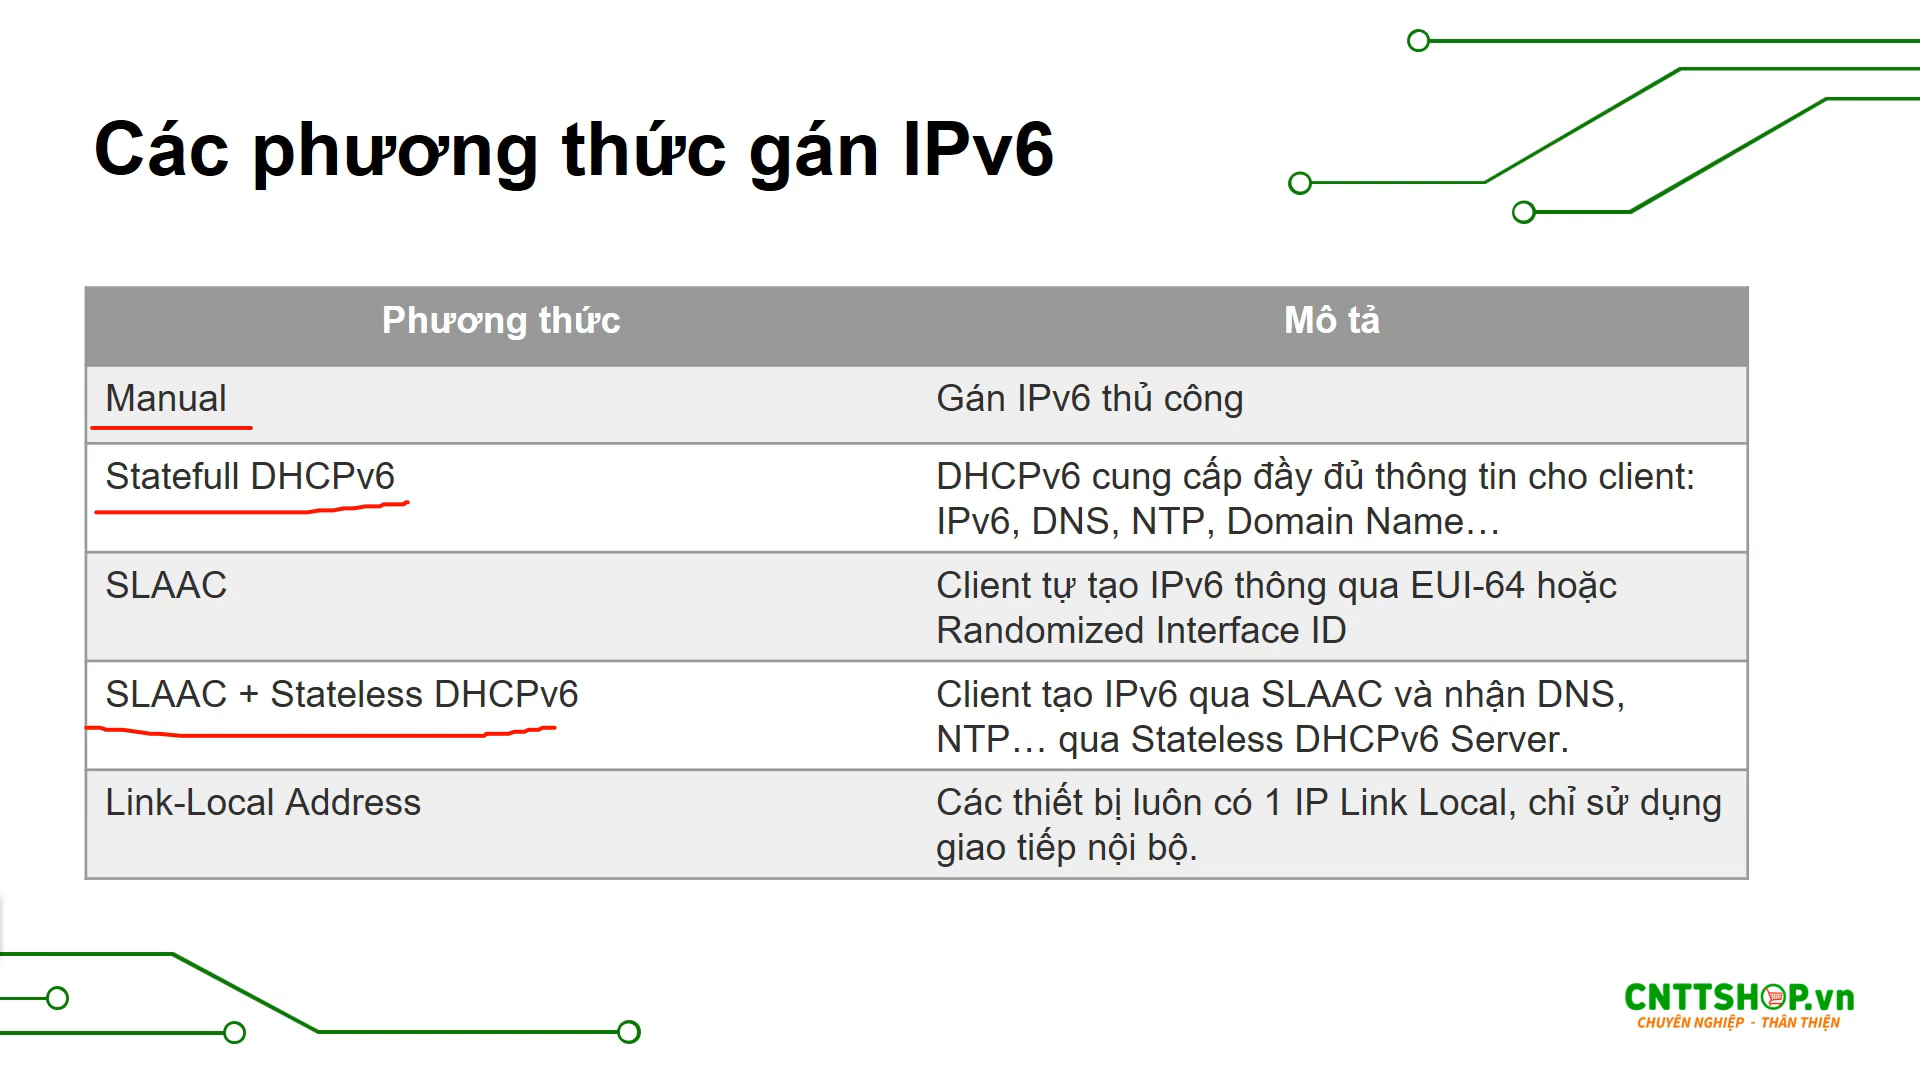 Các phương thức gán IPv6
Phương thức
Mô tả
Manual
Gán IPv6 thủ công
Statefull DHCPv6
DHCPv6 cung cấp đầy đủ thông tin cho client:
IPv6, DNS, NTP, Domain Name…
SLAAC
Client tự tạo IPv6 thông qua EUI-64 hoặc
Randomized Interface ID
SLAAC + Stateless DHCPv6
Client tạo IPv6 qua SLAAC và nhận DNS,
NTP… qua Stateless DHCPv6 Server.
Link-Local Address
Các thiết bị luôn có 1 IP Link Local, chỉ sử dụng
giao tiếp nội bộ.
CNTTSHOP.vn
CHUYÊN NGHIỆP - THÂN THIỆN